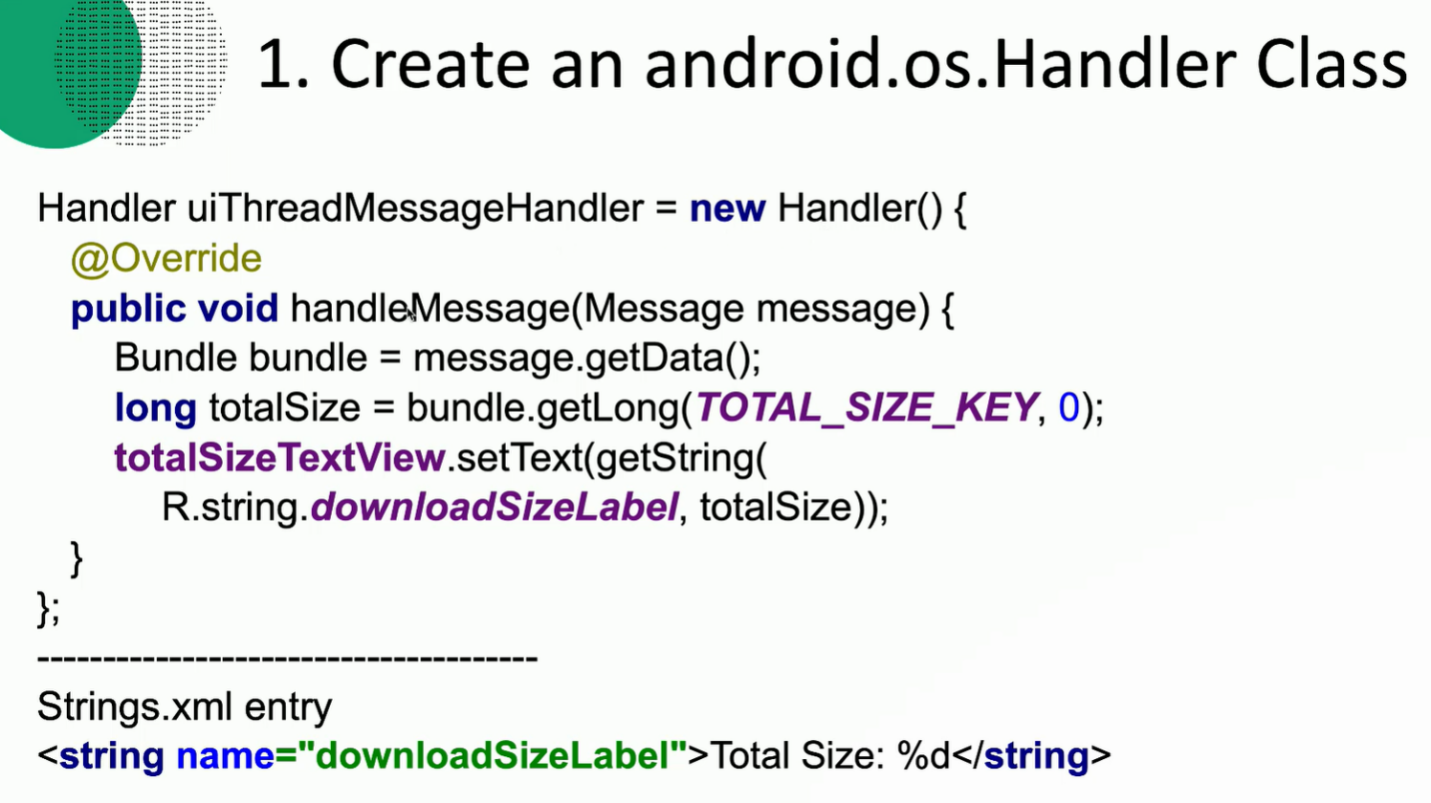 1. Create an android.os.Handler Class
Handler uiThreadMessageHandler = new Handler() {
@Override
public void handleMessage(Message message) {
Bundle bundle = message.getData();
long totalSize = bundle.getLong(TOTAL_SIZE_KEY, 0);
totalSizeTextView.setText(getString(
R.string.downloadSizeLabel, totalSize));
}
};
--------------------------------------
Strings.xml entry
<string name="downloadSizeLabel">Total Size: %d</string>